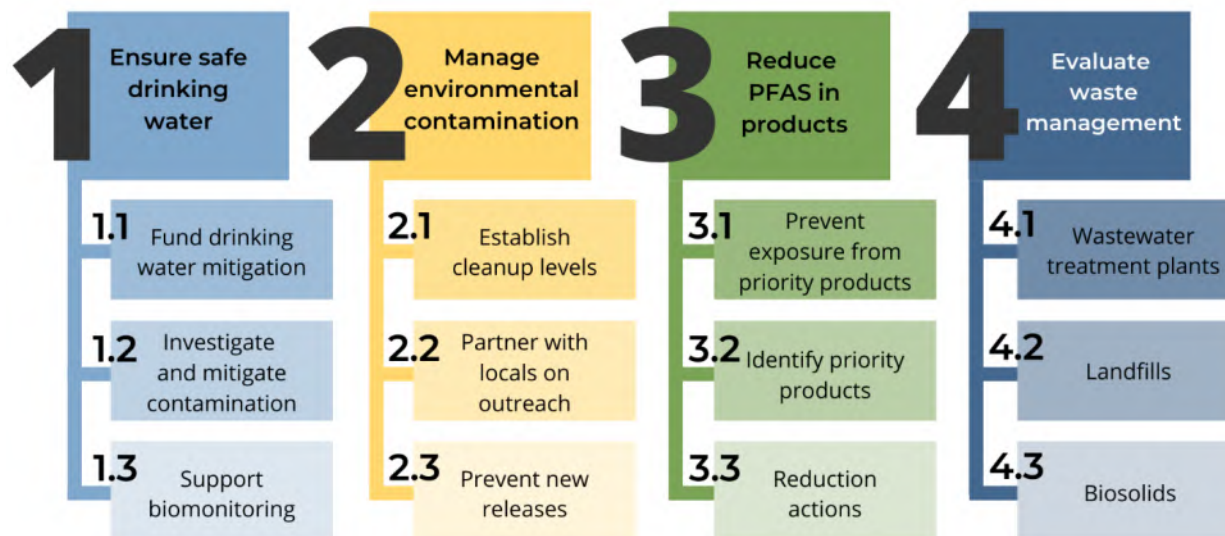 1
Ensure safe
drinking
water
1.1
Fund drinking
water mitigation
1.2
Investigate
and mitigate
contamination
1.3
Support
biomonitoring
2
Manage
environmental
contamination
2.1
Establish
cleanup levels
2.2
Partner with
locals on
outreach
2.3
Prevent new
releases
3
Reduce
PFAS in
products
3.1
Prevent
exposure from
priority products
3.2
Identify priority
products
3.3
Reduction
actions
4
Evaluate
waste
management
4.1
Wastewater
treatment plants
4.2
Landfills
4.3
Biosolids